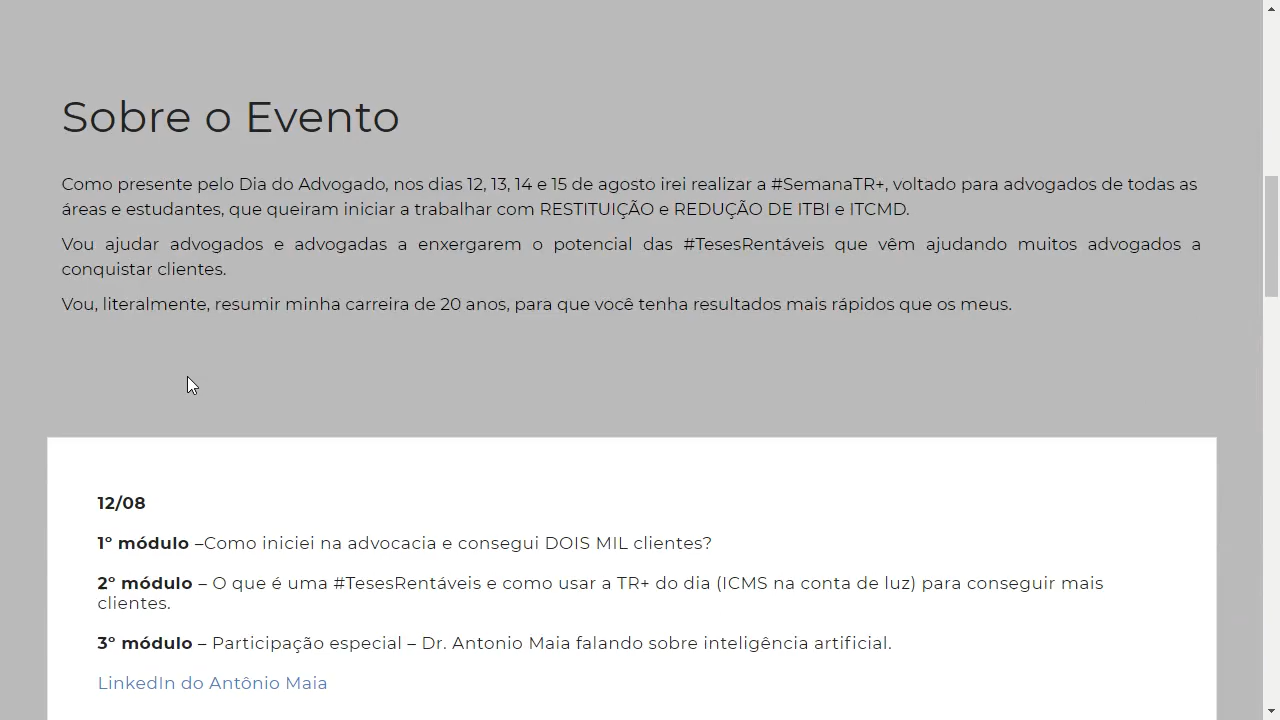 Sobre o Evento
Como presente pelo Dia do Advogado, nos dias 12, 13, 14 e 15 de agosto irei realizar a #SemanaTR+, voltado para advogados de todas as
áreas e estudantes, que queiram iniciar a trabalhar com RESTITUIÇÃO e REDUÇÃO DE ITBI e ITCMD.
Vou ajudar advogados e advogadas a enxergarem o potencial das #TesesRentáveis que vêm ajudando muitos advogados a
conquistar clientes.
Vou, literalmente, resumir minha carreira de 20 anos, para que você tenha resultados mais rápidos que os meus.
12/08
1º módulo –Como iniciei na advocacia e consegui DOIS MIL clientes?
2º módulo – O que é uma #TesesRentáveis e como usar a TR+ do dia (ICMS na conta de luz) para conseguir mais
clientes.
3º módulo – Participação especial – Dr. Antonio Maia falando sobre inteligência artificial.
LinkedIn do Antônio Maia